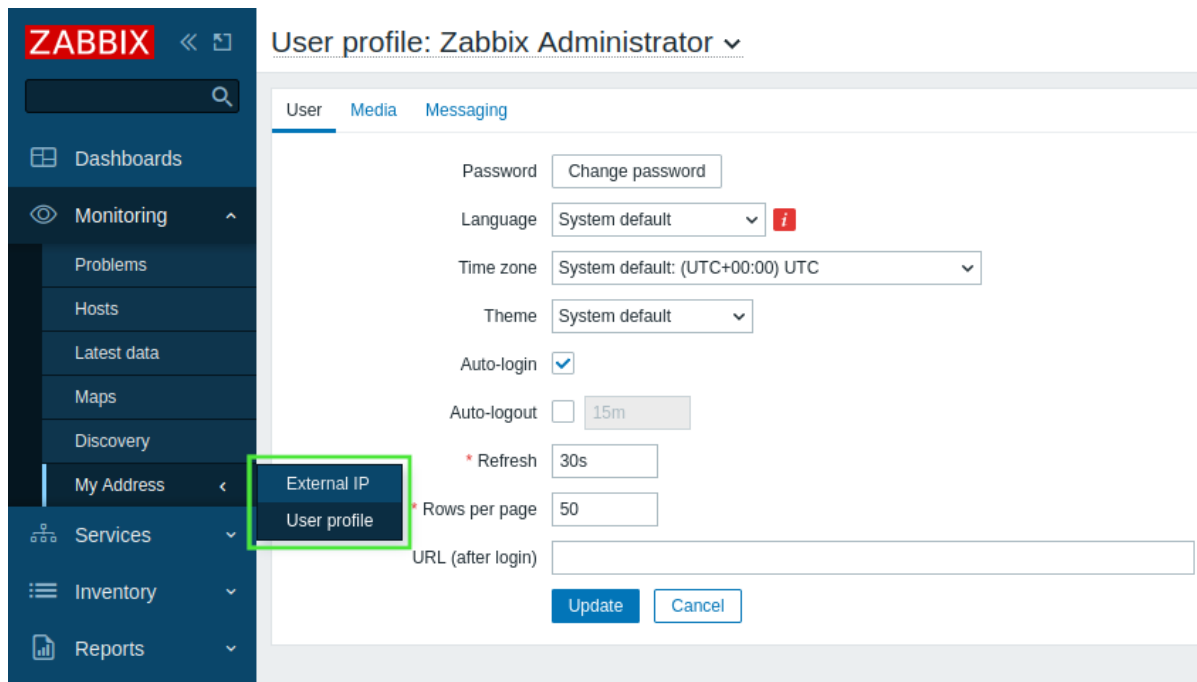 ZABBIX
Dashboards
Monitoring
Problems
Hosts
Latest data
Maps
Discovery
My Address
External IP
User profile
Services
Inventory
Reports
User profile: Zabbix Administrator
User Media Messaging
Password Change password
Language System default i
Time zone System default: (UTC+00:00) UTC
Theme System default
Auto-login
Auto-logout 15m
* Refresh 30s
* Rows per page 50
URL (after login)
Update Cancel